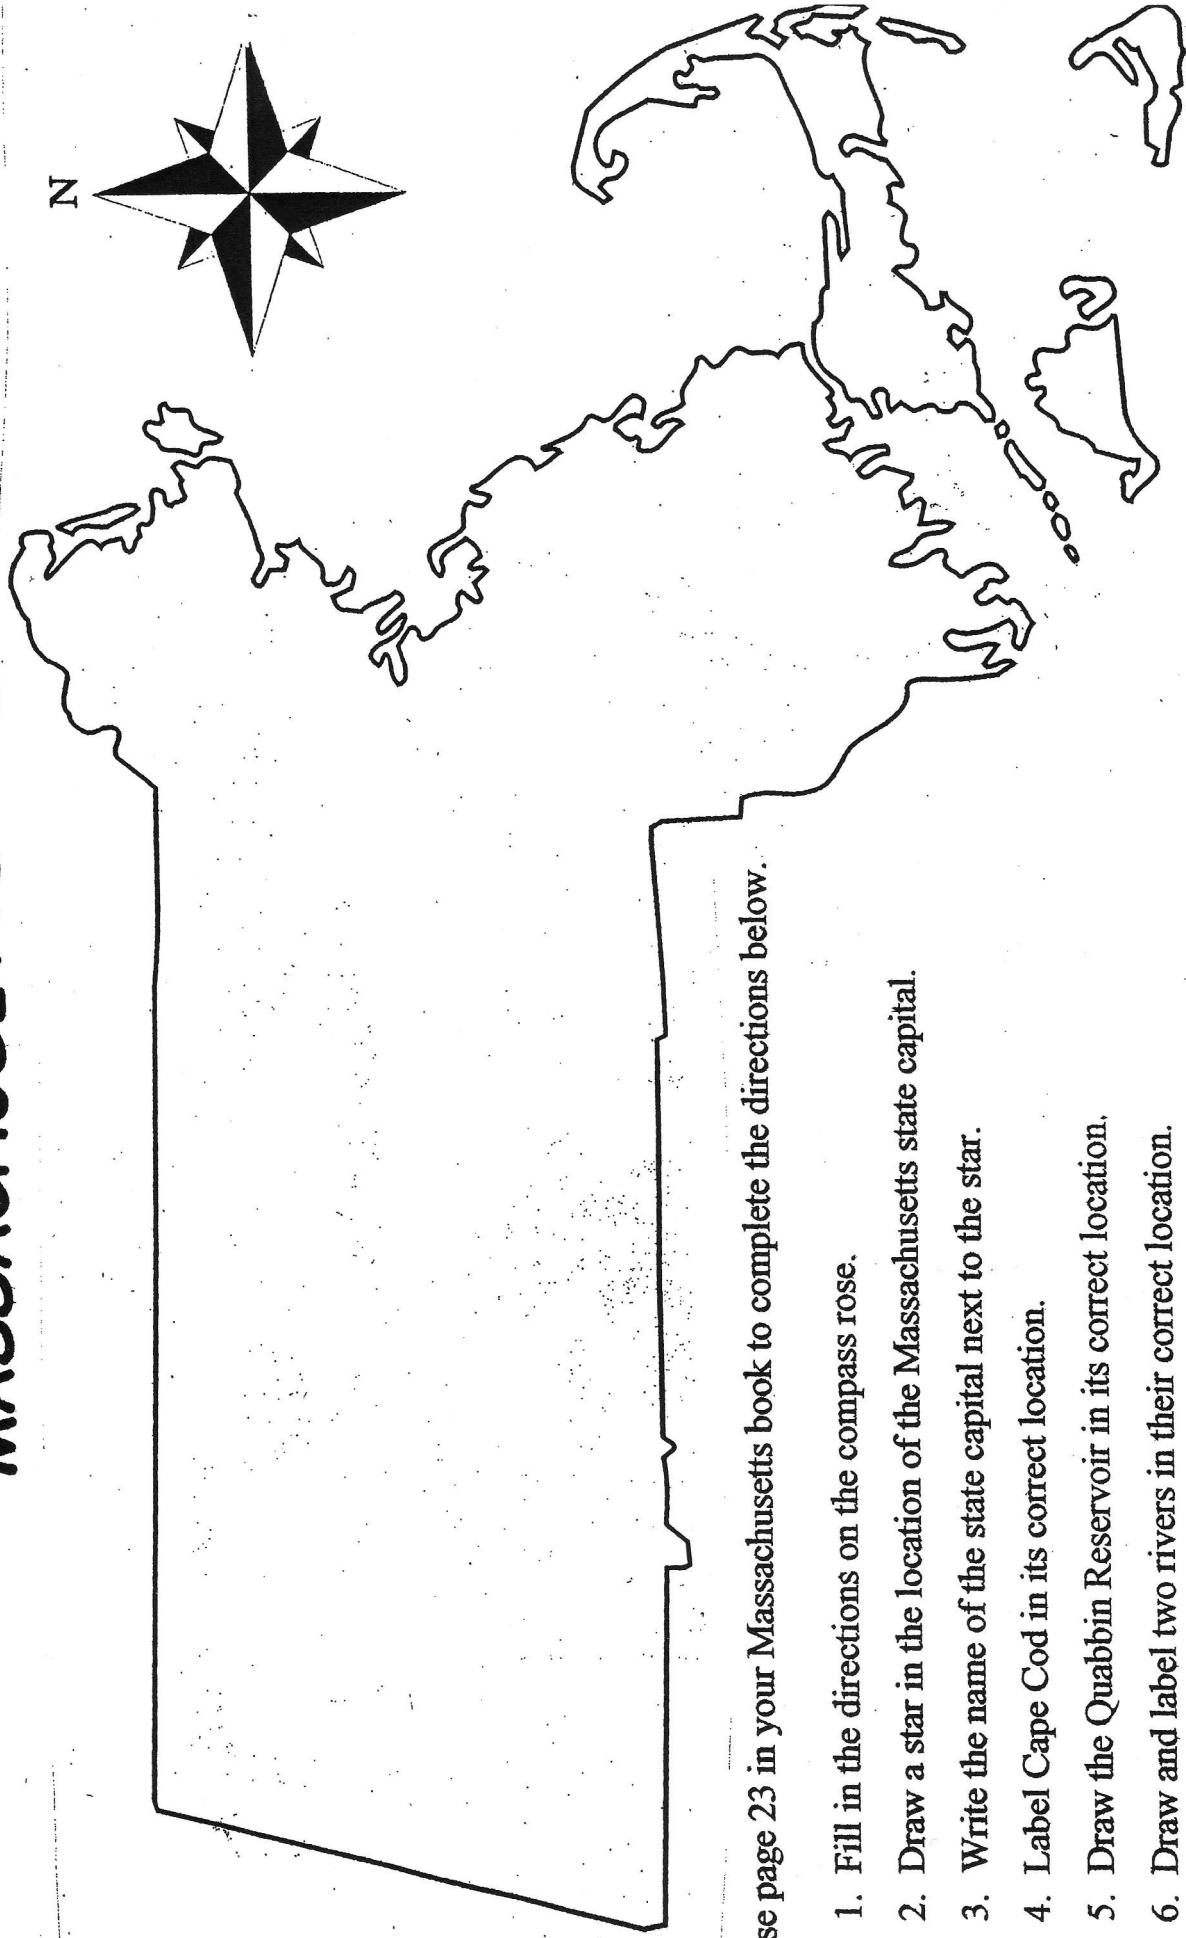 N
se page 23 in your Massachusetts book to complete the directions below.
1. Fill in the directions on the compass rose.
2. Draw a star in the location of the Massachusetts state capital.
3. Write the name of the state capital next to the star.
4. Label Cape Cod in its correct location.
5. Draw the Quabbin Reservoir in its correct location.
6. Draw and label two rivers in their correct location.